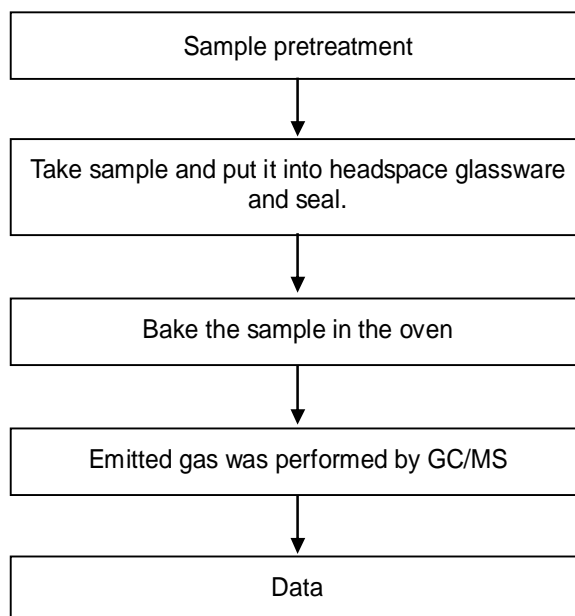 Sample pretreatment
Take sample and put it into headspace glassware
and seal.
Bake the sample in the oven
Emitted gas was performed by GC/MS
Data